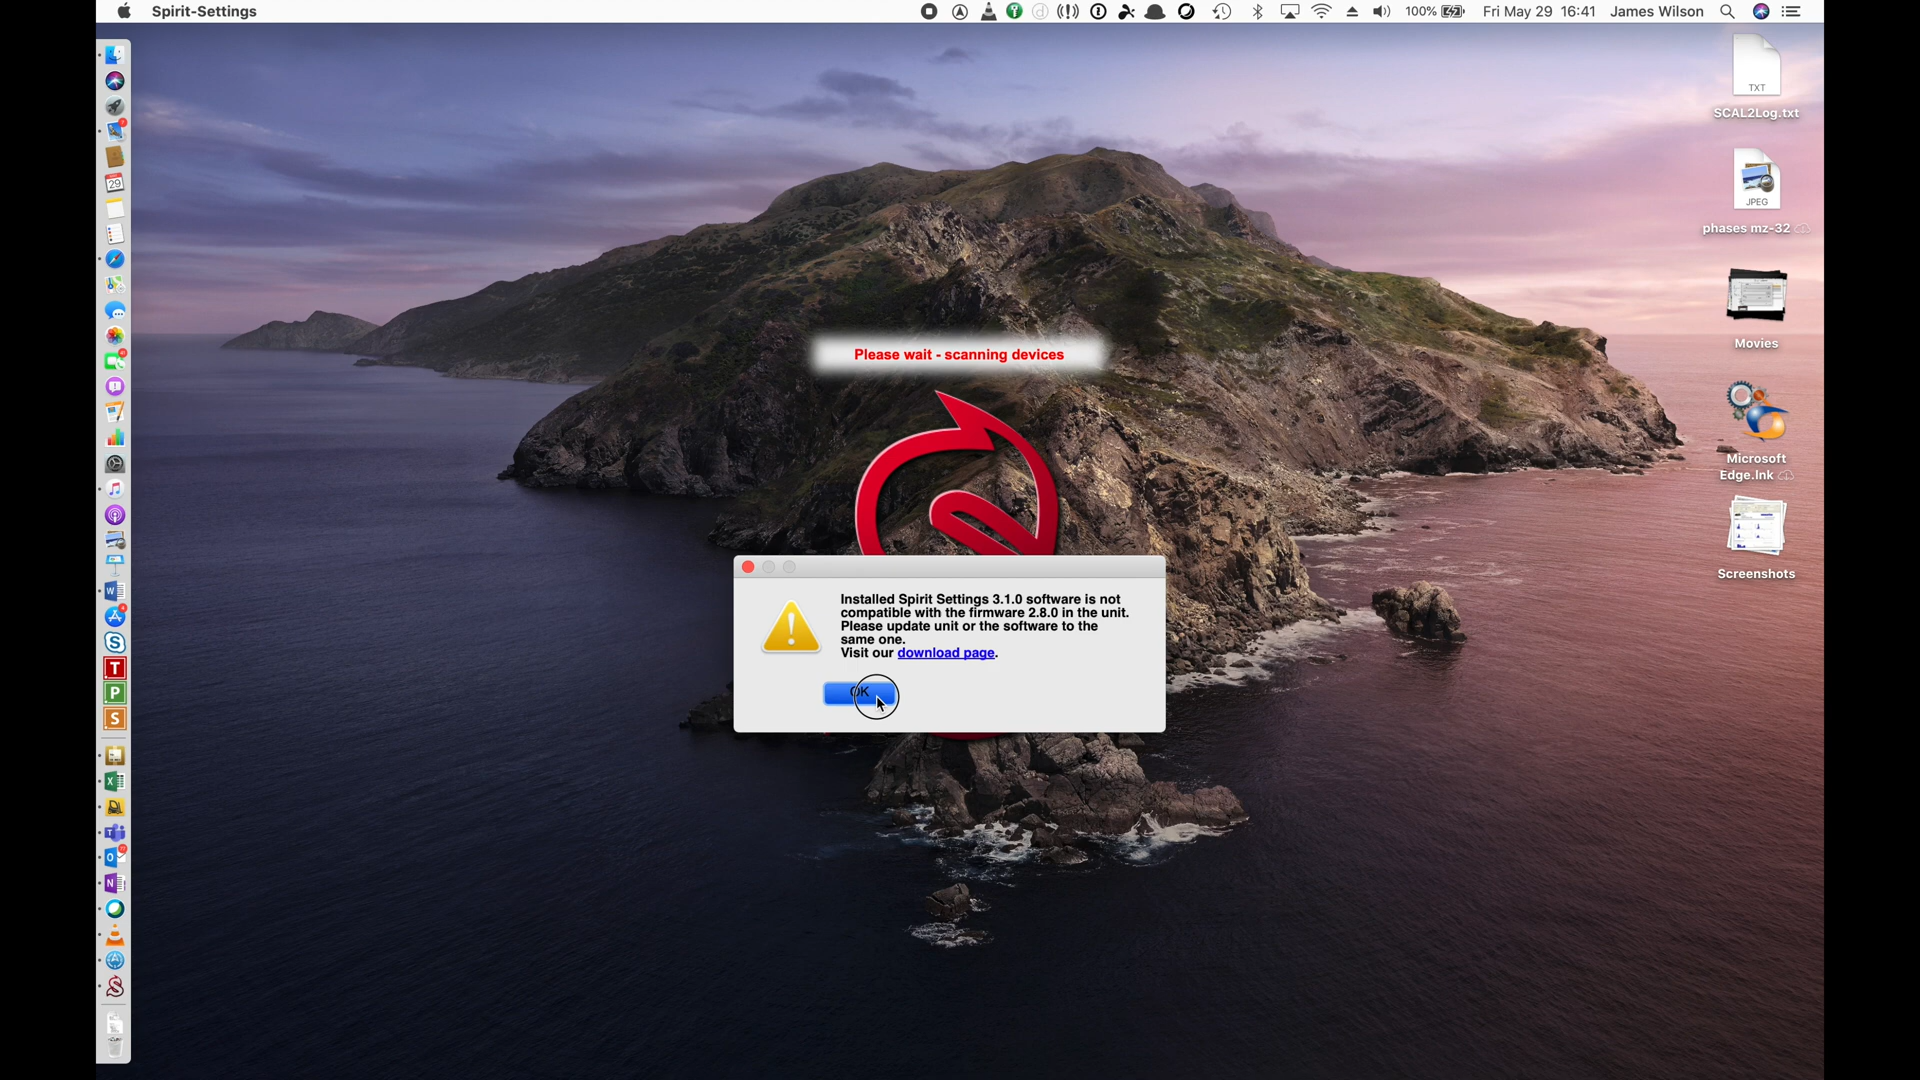 Spirit-Settings
100%
Fri May 29 16:41
James Wilson
TXT
SCAL2Log.txt
JPEG
phases mz-32
Movies
Microsoft
Edge.lnk
Screenshots
Please wait - scanning devices
Installed Spirit Settings 3.1.0 software is not
compatible with the firmware 2.8.0 in the unit.
Please update unit or the software to the
same one.
Visit our download page.
OK
29
W
S
T
P
S
X
T
O
N